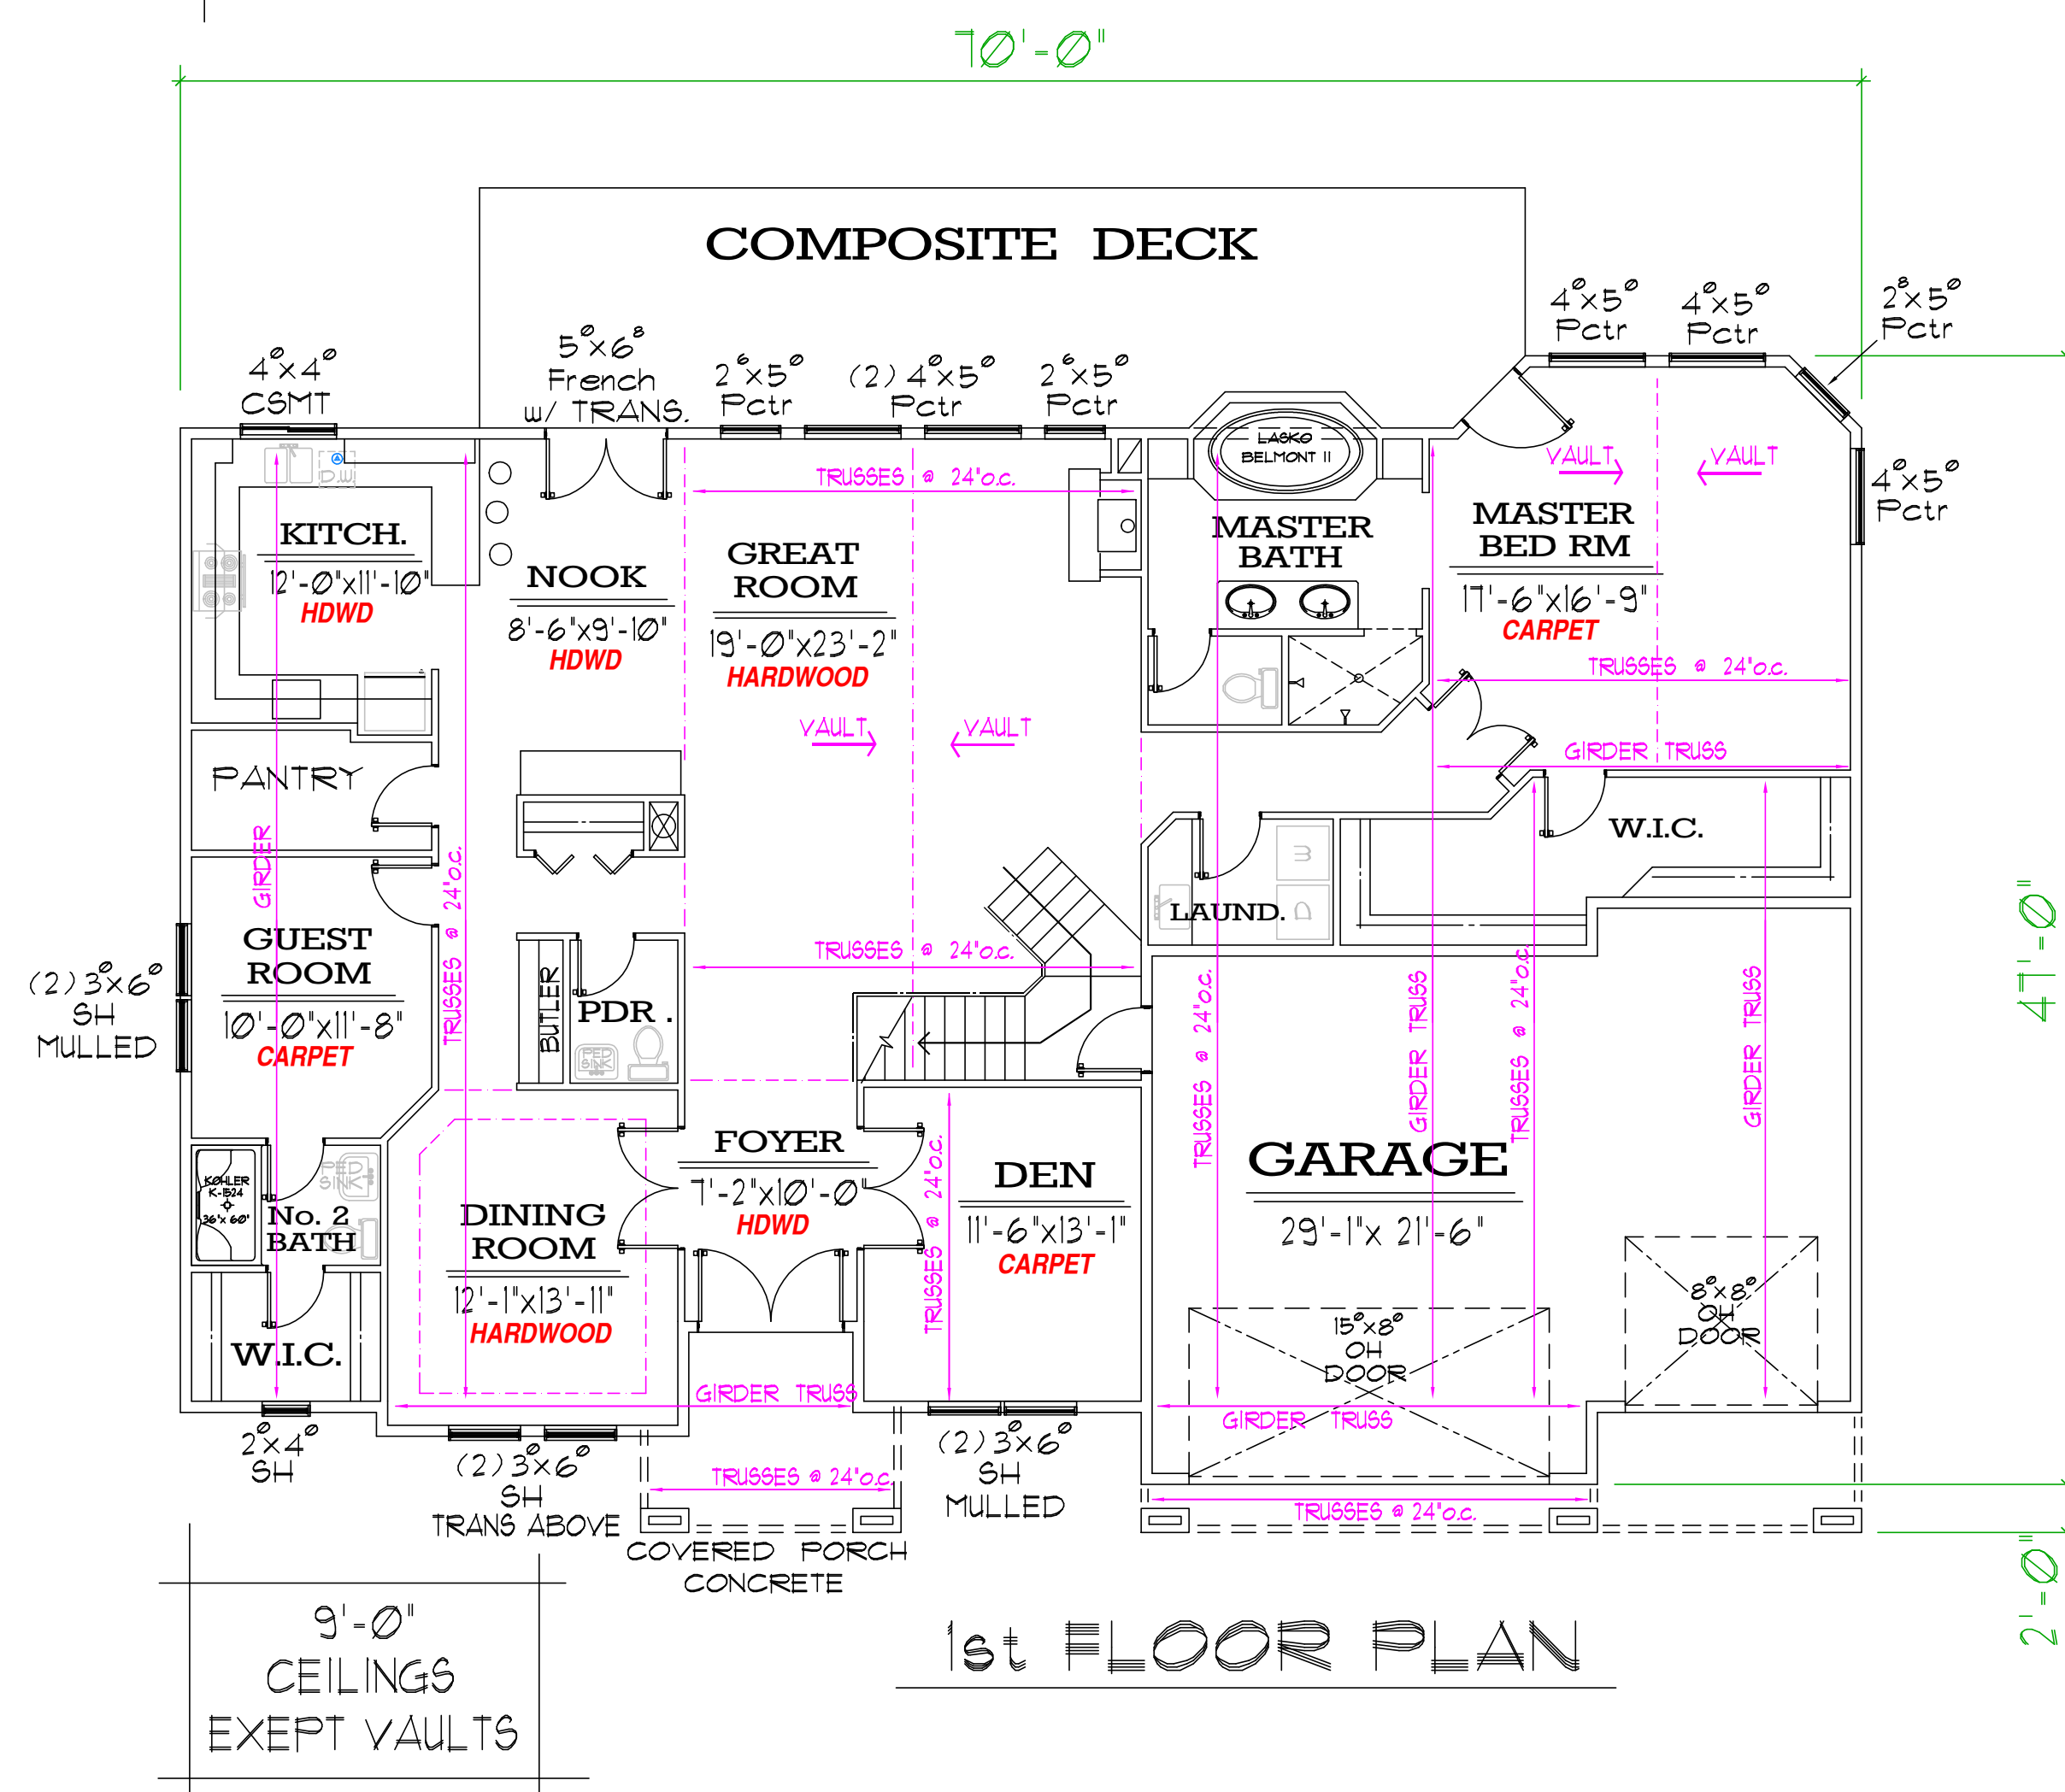 70'-0"
COMPOSITE DECK
4⁰x5⁰
Pctr
4⁰x5⁰
Pctr
2⁸x5⁰
Pctr
4⁰x4⁰
CSMT
5⁰x6⁸
French
w/ TRANS.
2⁶x5⁰
Pctr
(2) 4⁰x5⁰
Pctr
2⁶x5⁰
Pctr
LASKO
BELMONT II
VAULT
VAULT
4⁰x5⁰
Pctr
D.W
TRUSSES @ 24"o.c.
KITCH.
12'-0"x11'-10"
HDWD
NOOK
8'-6"x9'-10"
HDWD
GREAT
ROOM
19'-0"x23'-2"
HARDWOOD
MASTER
BATH
MASTER
BED RM
17'-6"x16'-9"
CARPET
TRUSSES @ 24"o.c.
VAULT
VAULT
GIRDER TRUSS
PANTRY
GIRDER
TRUSSES @ 24"o.c.
W
D
LAUND.
W.I.C.
GUEST
ROOM
10'-0"x11'-8"
CARPET
(2) 3⁰x6⁰
SH
MULLED
TRUSSES @ 24"o.c.
BUTLER
PDR .
PED
SINK
TRUSSES @ 24"o.c.
GIRDER TRUSS
TRUSSES @ 24"o.c.
GIRDER TRUSS
47'-0"
KOHLER
K-1524
36"x 60"
PED
SINK
No. 2
BATH
W.I.C.
DINING
ROOM
12'-1"x13'-11"
HARDWOOD
FOYER
7'-2"x10'-0"
HDWD
TRUSSES @ 24"o.c.
DEN
11'-6"x13'-1"
CARPET
GARAGE
29'-1"x 21'-6"
15⁰x8⁰
OH
DOOR
8⁰x8⁰
OH
DOOR
GIRDER TRUSS
GIRDER TRUSS
2⁰x4⁰
SH
(2) 3⁰x6⁰
SH
TRANS ABOVE
TRUSSES @ 24"o.c.
(2) 3⁰x6⁰
SH
MULLED
TRUSSES @ 24"o.c.
COVERED PORCH
CONCRETE
2'-0"
9'-0"
CEILINGS
EXEPT VAULTS
1st FLOOR PLAN